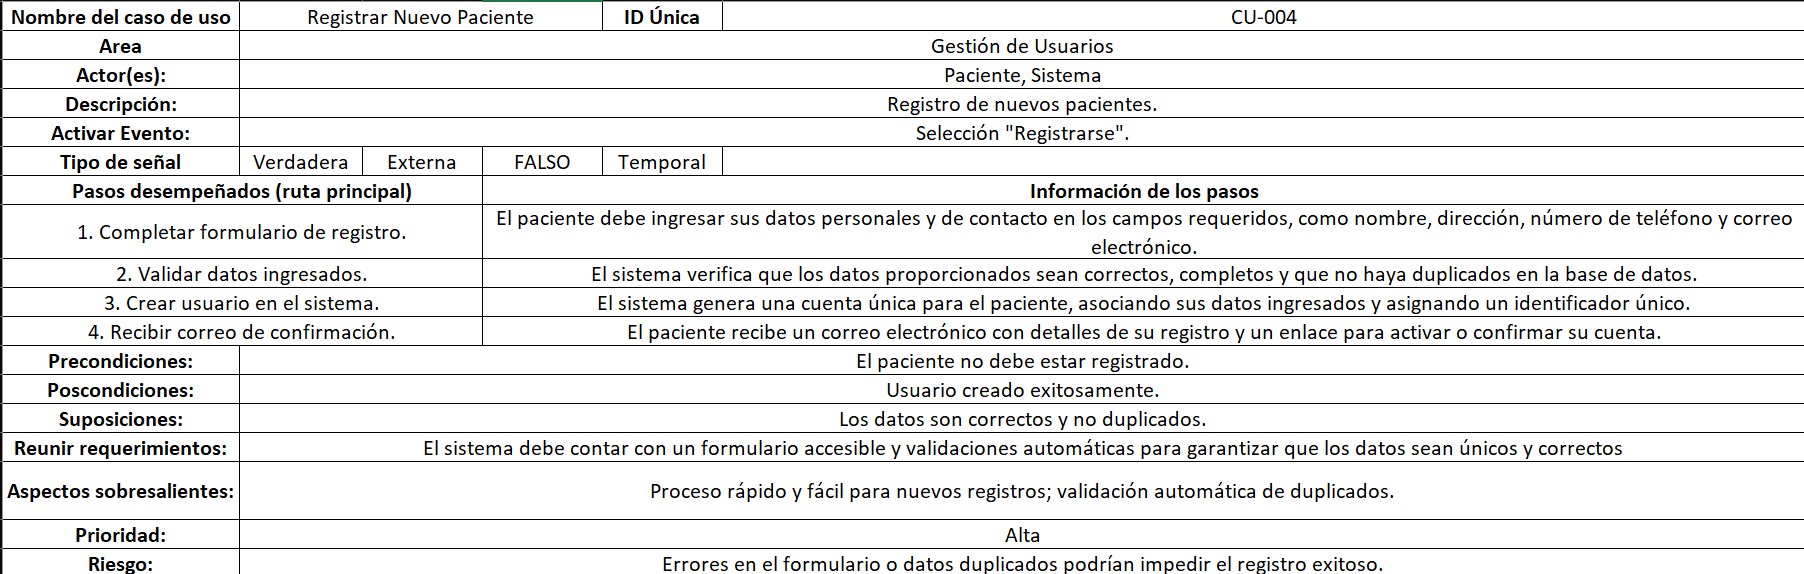 Nombre del caso de uso Registrar Nuevo Paciente ID Única CU-004
Area Gestión de Usuarios
Actor(es): Paciente, Sistema
Descripción: Registro de nuevos pacientes.
Activar Evento: Selección "Registrarse".
Tipo de señal Verdadera Externa FALSO Temporal
Pasos desempeñados (ruta principal) Información de los pasos
1. Completar formulario de registro. El paciente debe ingresar sus datos personales y de contacto en los campos requeridos, como nombre, dirección, número de teléfono y correo
electrónico.
2. Validar datos ingresados. El sistema verifica que los datos proporcionados sean correctos, completos y que no haya duplicados en la base de datos.
3. Crear usuario en el sistema. El sistema genera una cuenta única para el paciente, asociando sus datos ingresados y asignando un identificador único.
4. Recibir correo de confirmación. El paciente recibe un correo electrónico con detalles de su registro y un enlace para activar o confirmar su cuenta.
Precondiciones: El paciente no debe estar registrado.
Poscondiciones: Usuario creado exitosamente.
Suposiciones: Los datos son correctos y no duplicados.
Reunir requerimientos: El sistema debe contar con un formulario accesible y validaciones automáticas para garantizar que los datos sean únicos y correctos
Aspectos sobresalientes: Proceso rápido y fácil para nuevos registros; validación automática de duplicados.
Prioridad: Alta
Riesgo: Errores en el formulario o datos duplicados podrían impedir el registro exitoso.